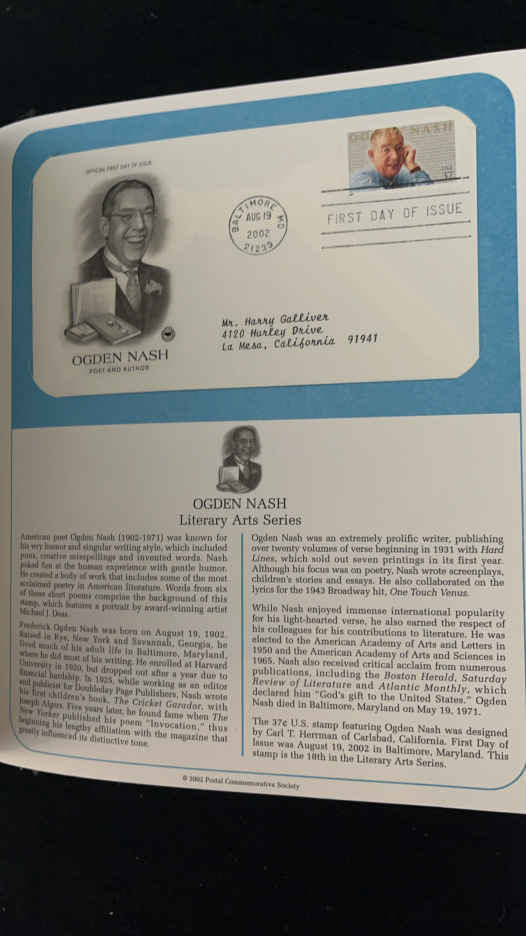 OFFICIAL FIRST DAY OF ISSUE
OGDEN NASH
USA
37
BALTIMORE MD
AUG 19
2002
21233
FIRST DAY OF ISSUE
Mr. Harry Galliver
4120 Hurley Drive
La Mesa, California 91941
OGDEN NASH
POET AND AUTHOR
OGDEN NASH
Literary Arts Series
American poet Ogden Nash (1902-1971) was known for
his wry humor and singular writing style, which included
puns, creative misspellings and invented words. Nash
poked fun at the human experience with gentle humor.
He created a body of work that includes some of the most
acclaimed poetry in American literature. Words from six
of these short poems comprise the background of this
stamp, which features a portrait by award-winning artist
Michael J. Deas.
Frederick Ogden Nash was born on August 19, 1902.
Raised in Rye, New York and Savannah, Georgia, he
lived much of his adult life in Baltimore, Maryland,
where he did most of his writing. He enrolled at Harvard
University in 1920, but dropped out after a year due to
financial hardship. In 1925, while working as an editor
and publicist for Doubleday Page Publishers, Nash wrote
his first children's book, The Cricket Garador, with
Joseph Alger. Five years later, he found fame when The
New Yorker published his poem "Invocation," thus
beginning his lengthy affiliation with the magazine that
greatly influenced its distinctive tone.
Ogden Nash was an extremely prolific writer, publishing
over twenty volumes of verse beginning in 1931 with Hard
Lines, which sold out seven printings in its first year.
Although his focus was on poetry, Nash wrote screenplays,
children's stories and essays. He also collaborated on the
lyrics for the 1943 Broadway hit, One Touch Venus.
While Nash enjoyed immense international popularity
for his light-hearted verse, he also earned the respect of
his colleagues for his contributions to literature. He was
elected to the American Academy of Arts and Letters in
1950 and the American Academy of Arts and Sciences in
1965. Nash also received critical acclaim from numerous
publications, including the Boston Herald, Saturday
Review of Literature and Atlantic Monthly, which
declared him "God's gift to the United States." Ogden
Nash died in Baltimore, Maryland on May 19, 1971.
The 37¢ U.S. stamp featuring Ogden Nash was designed
by Carl T. Herrman of Carlsbad, California. First Day of
Issue was August 19, 2002 in Baltimore, Maryland. This
stamp is the 18th in the Literary Arts Series.
© 2002 Postal Commemorative Society